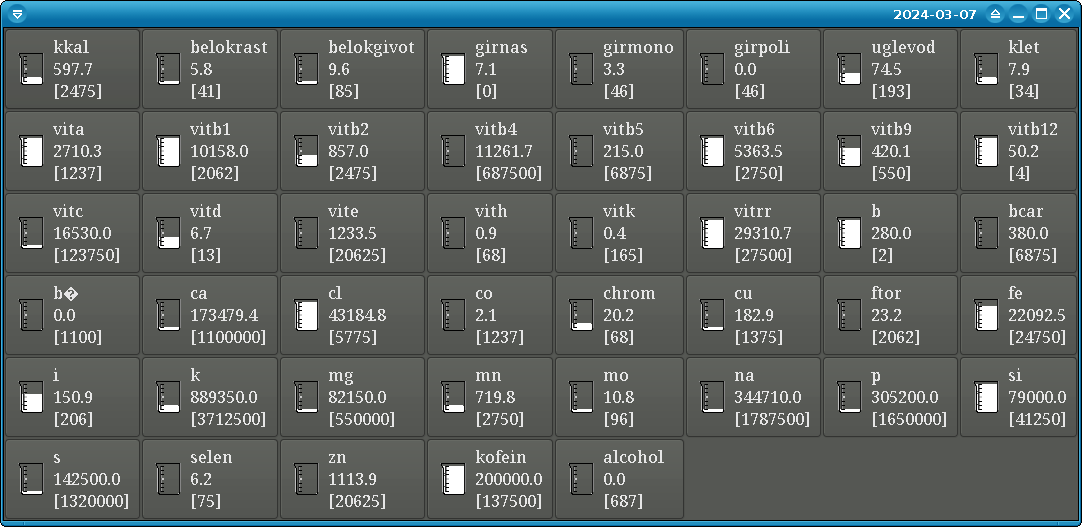 2024-03-07
kkal
597.7
[2475]
belokrast
5.8
[41]
belokgivot
9.6
[85]
girnas
7.1
[0]
girmono
3.3
[46]
girpoli
0.0
[46]
uglevod
74.5
[193]
klet
7.9
[34]
vita
2710.3
[1237]
vitb1
10158.0
[2062]
vitb2
857.0
[2475]
vitb4
11261.7
[687500]
vitb5
215.0
[6875]
vitb6
5363.5
[2750]
vitb9
420.1
[550]
vitb12
50.2
[4]
vitc
16530.0
[123750]
vitd
6.7
[13]
vite
1233.5
[20625]
vith
0.9
[68]
vitk
0.4
[165]
vitrr
29310.7
[27500]
b
280.0
[2]
bcar
380.0
[6875]
b�
0.0
[1100]
ca
173479.4
[1100000]
cl
43184.8
[5775]
co
2.1
[1237]
chrom
20.2
[68]
cu
182.9
[1375]
ftor
23.2
[2062]
fe
22092.5
[24750]
i
150.9
[206]
k
889350.0
[3712500]
mg
82150.0
[550000]
mn
719.8
[2750]
mo
10.8
[96]
na
344710.0
[1787500]
p
305200.0
[1650000]
si
79000.0
[41250]
s
142500.0
[1320000]
selen
6.2
[75]
zn
1113.9
[20625]
kofein
200000.0
[137500]
alcohol
0.0
[687]